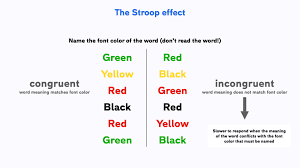 The Stroop effect
Name the font color of the word (don't read the word!)
Green Red
Yellow Black
congruent
word meaning matches font color
Red Green
incongruent
word meaning does not match font color
Black Red
Red Yellow
Green Black
Slower to respond when the meaning
of the word conflicts with the
font color that must be named